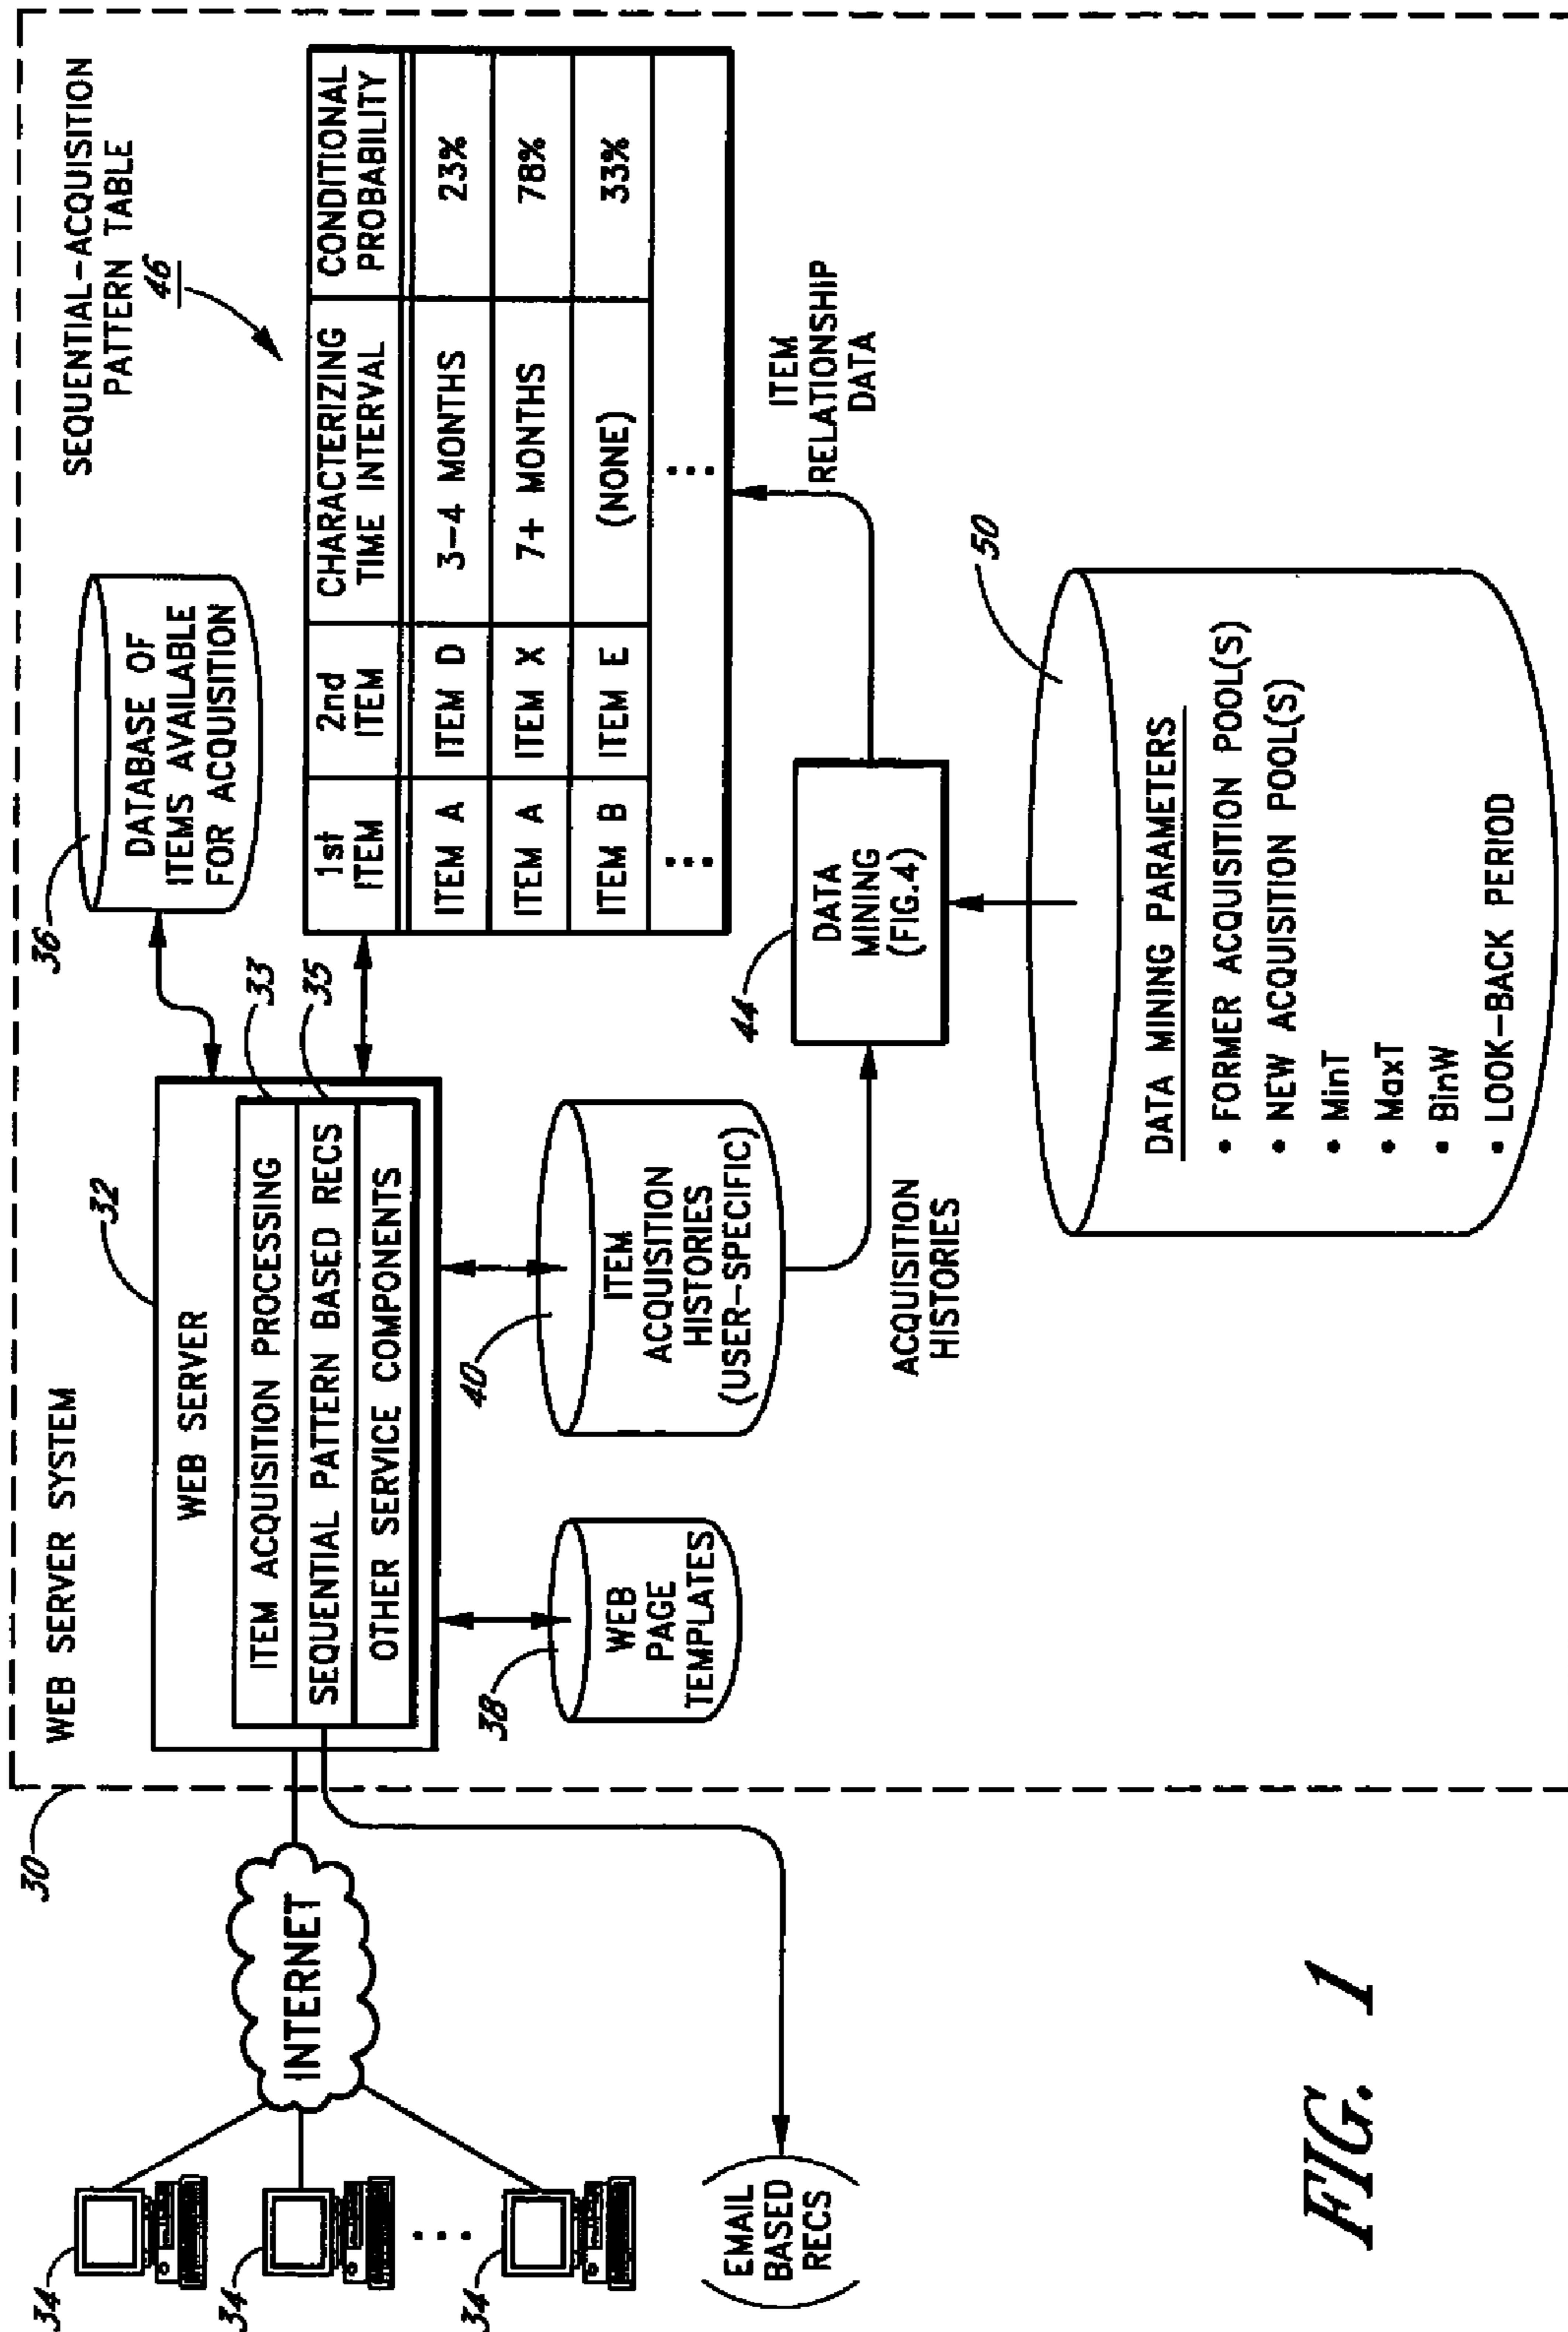 30
WEB SERVER SYSTEM
34
34
34
INTERNET
EMAIL
BASED
RECS
32
WEB SERVER
ITEM ACQUISITION PROCESSING
33
SEQUENTIAL PATTERN BASED RECS
35
OTHER SERVICE COMPONENTS
36
DATABASE OF
ITEMS AVAILABLE
FOR ACQUISITION
SEQUENTIAL-ACQUISITION
PATTERN TABLE
46
1st ITEM 2nd ITEM CHARACTERIZING TIME INTERVAL CONDITIONAL PROBABILITY
ITEM A ITEM D 3-4 MONTHS 23%
ITEM A ITEM X 7+ MONTHS 78%
ITEM B ITEM E (NONE) 33%
38
WEB
PAGE
TEMPLATES
40
ITEM
ACQUISITION
HISTORIES
(USER-SPECIFIC)
ACQUISITION
HISTORIES
44
DATA
MINING
(FIG.4)
ITEM
RELATIONSHIP
DATA
50
DATA MINING PARAMETERS
• FORMER ACQUISITION POOL(S)
• NEW ACQUISITION POOL(S)
• MinT
• MaxT
• BinW
• LOOK-BACK PERIOD
FIG. 1